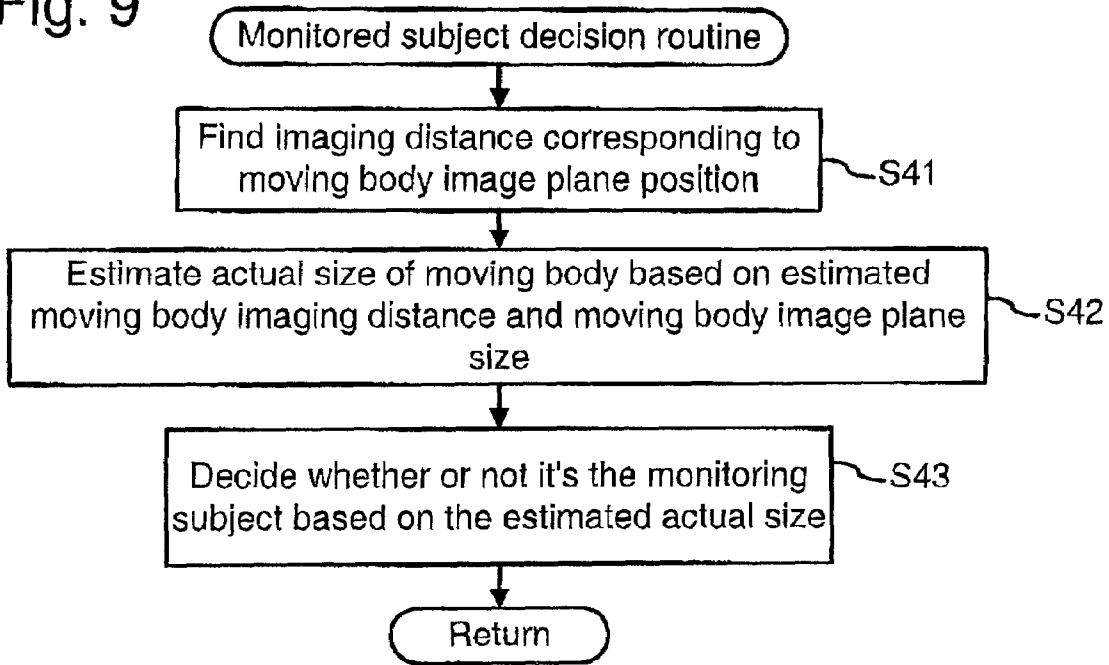 Fig. 9
Monitored subject decision routine
Find imaging distance corresponding to
moving body image plane position
S41
Estimate actual size of moving body based on estimated
moving body imaging distance and moving body image plane
size
S42
Decide whether or not it's the monitoring
subject based on the estimated actual size
S43
Return